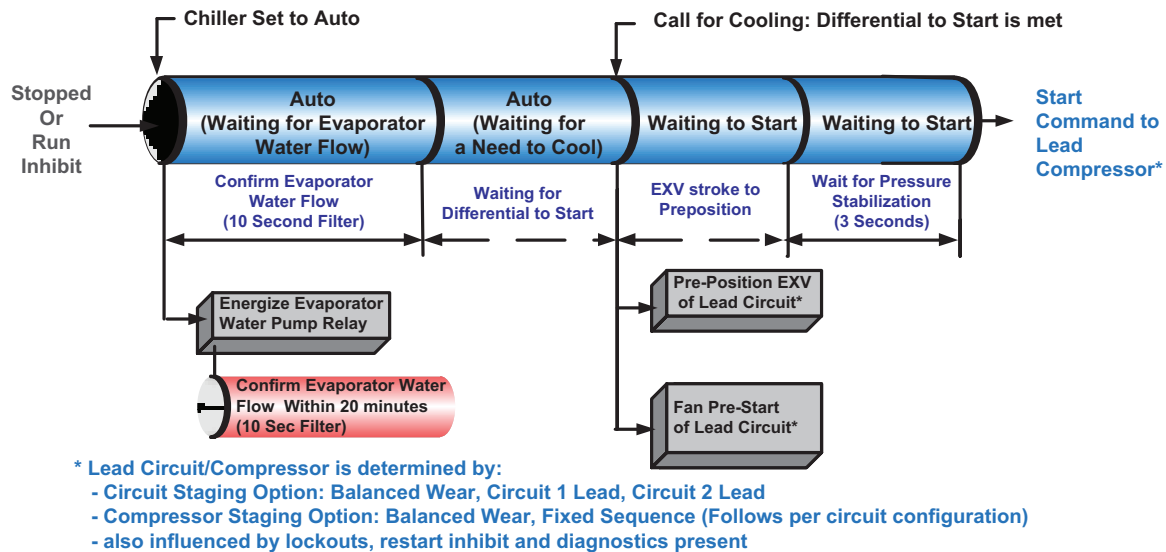 Chiller Set to Auto
Call for Cooling: Differential to Start is met
Stopped
Or
Run
Inhibit
Auto
(Waiting for Evaporator
Water Flow)
Auto
(Waiting for
a Need to Cool)
Waiting to Start
Waiting to Start
Start
Command to
Lead
Compressor*
Confirm Evaporator
Water Flow
(10 Second Filter)
Waiting for
Differential to Start
EXV stroke to
Preposition
Wait for Pressure
Stabilization
(3 Seconds)
Energize Evaporator
Water Pump Relay
Pre-Position EXV
of Lead Circuit*
Confirm Evaporator Water
Flow Within 20 minutes
(10 Sec Filter)
Fan Pre-Start
of Lead Circuit*
* Lead Circuit/Compressor is determined by:
- Circuit Staging Option: Balanced Wear, Circuit 1 Lead, Circuit 2 Lead
- Compressor Staging Option: Balanced Wear, Fixed Sequence (Follows per circuit configuration)
- also influenced by lockouts, restart inhibit and diagnostics present